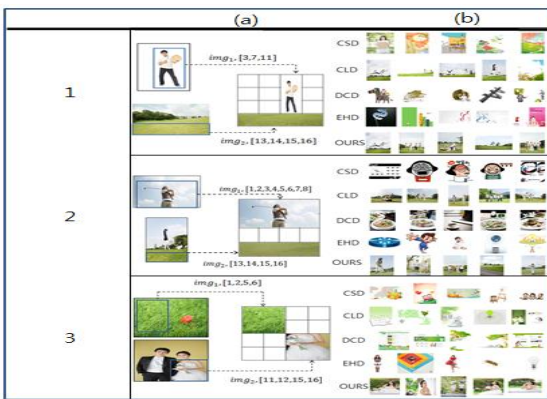 (a) (b)
1
img₁, [3,7,11]
img₂, [13,14,15,16]
CSD
CLD
DCD
EHD
OURS
2
img₁, [1,2,3,4,5,6,7,8]
img₂, [13,14,15,16]
CSD
CLD
DCD
EHD
OURS
3
img₁, [1,2,5,6]
img₂, [11,12,15,16]
CSD
CLD
DCD
EHD
OURS